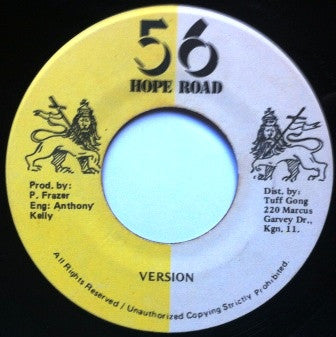 56
HOPE ROAD
Prod. by:
P. Frazer
Eng: Anthony
Kelly
Dist. by:
Tuff Gong
220 Marcus
Garvey Dr.,
Kgn. 11.
VERSION
All Rights Reserved / Unauthorized Copying Strictly Prohibited.